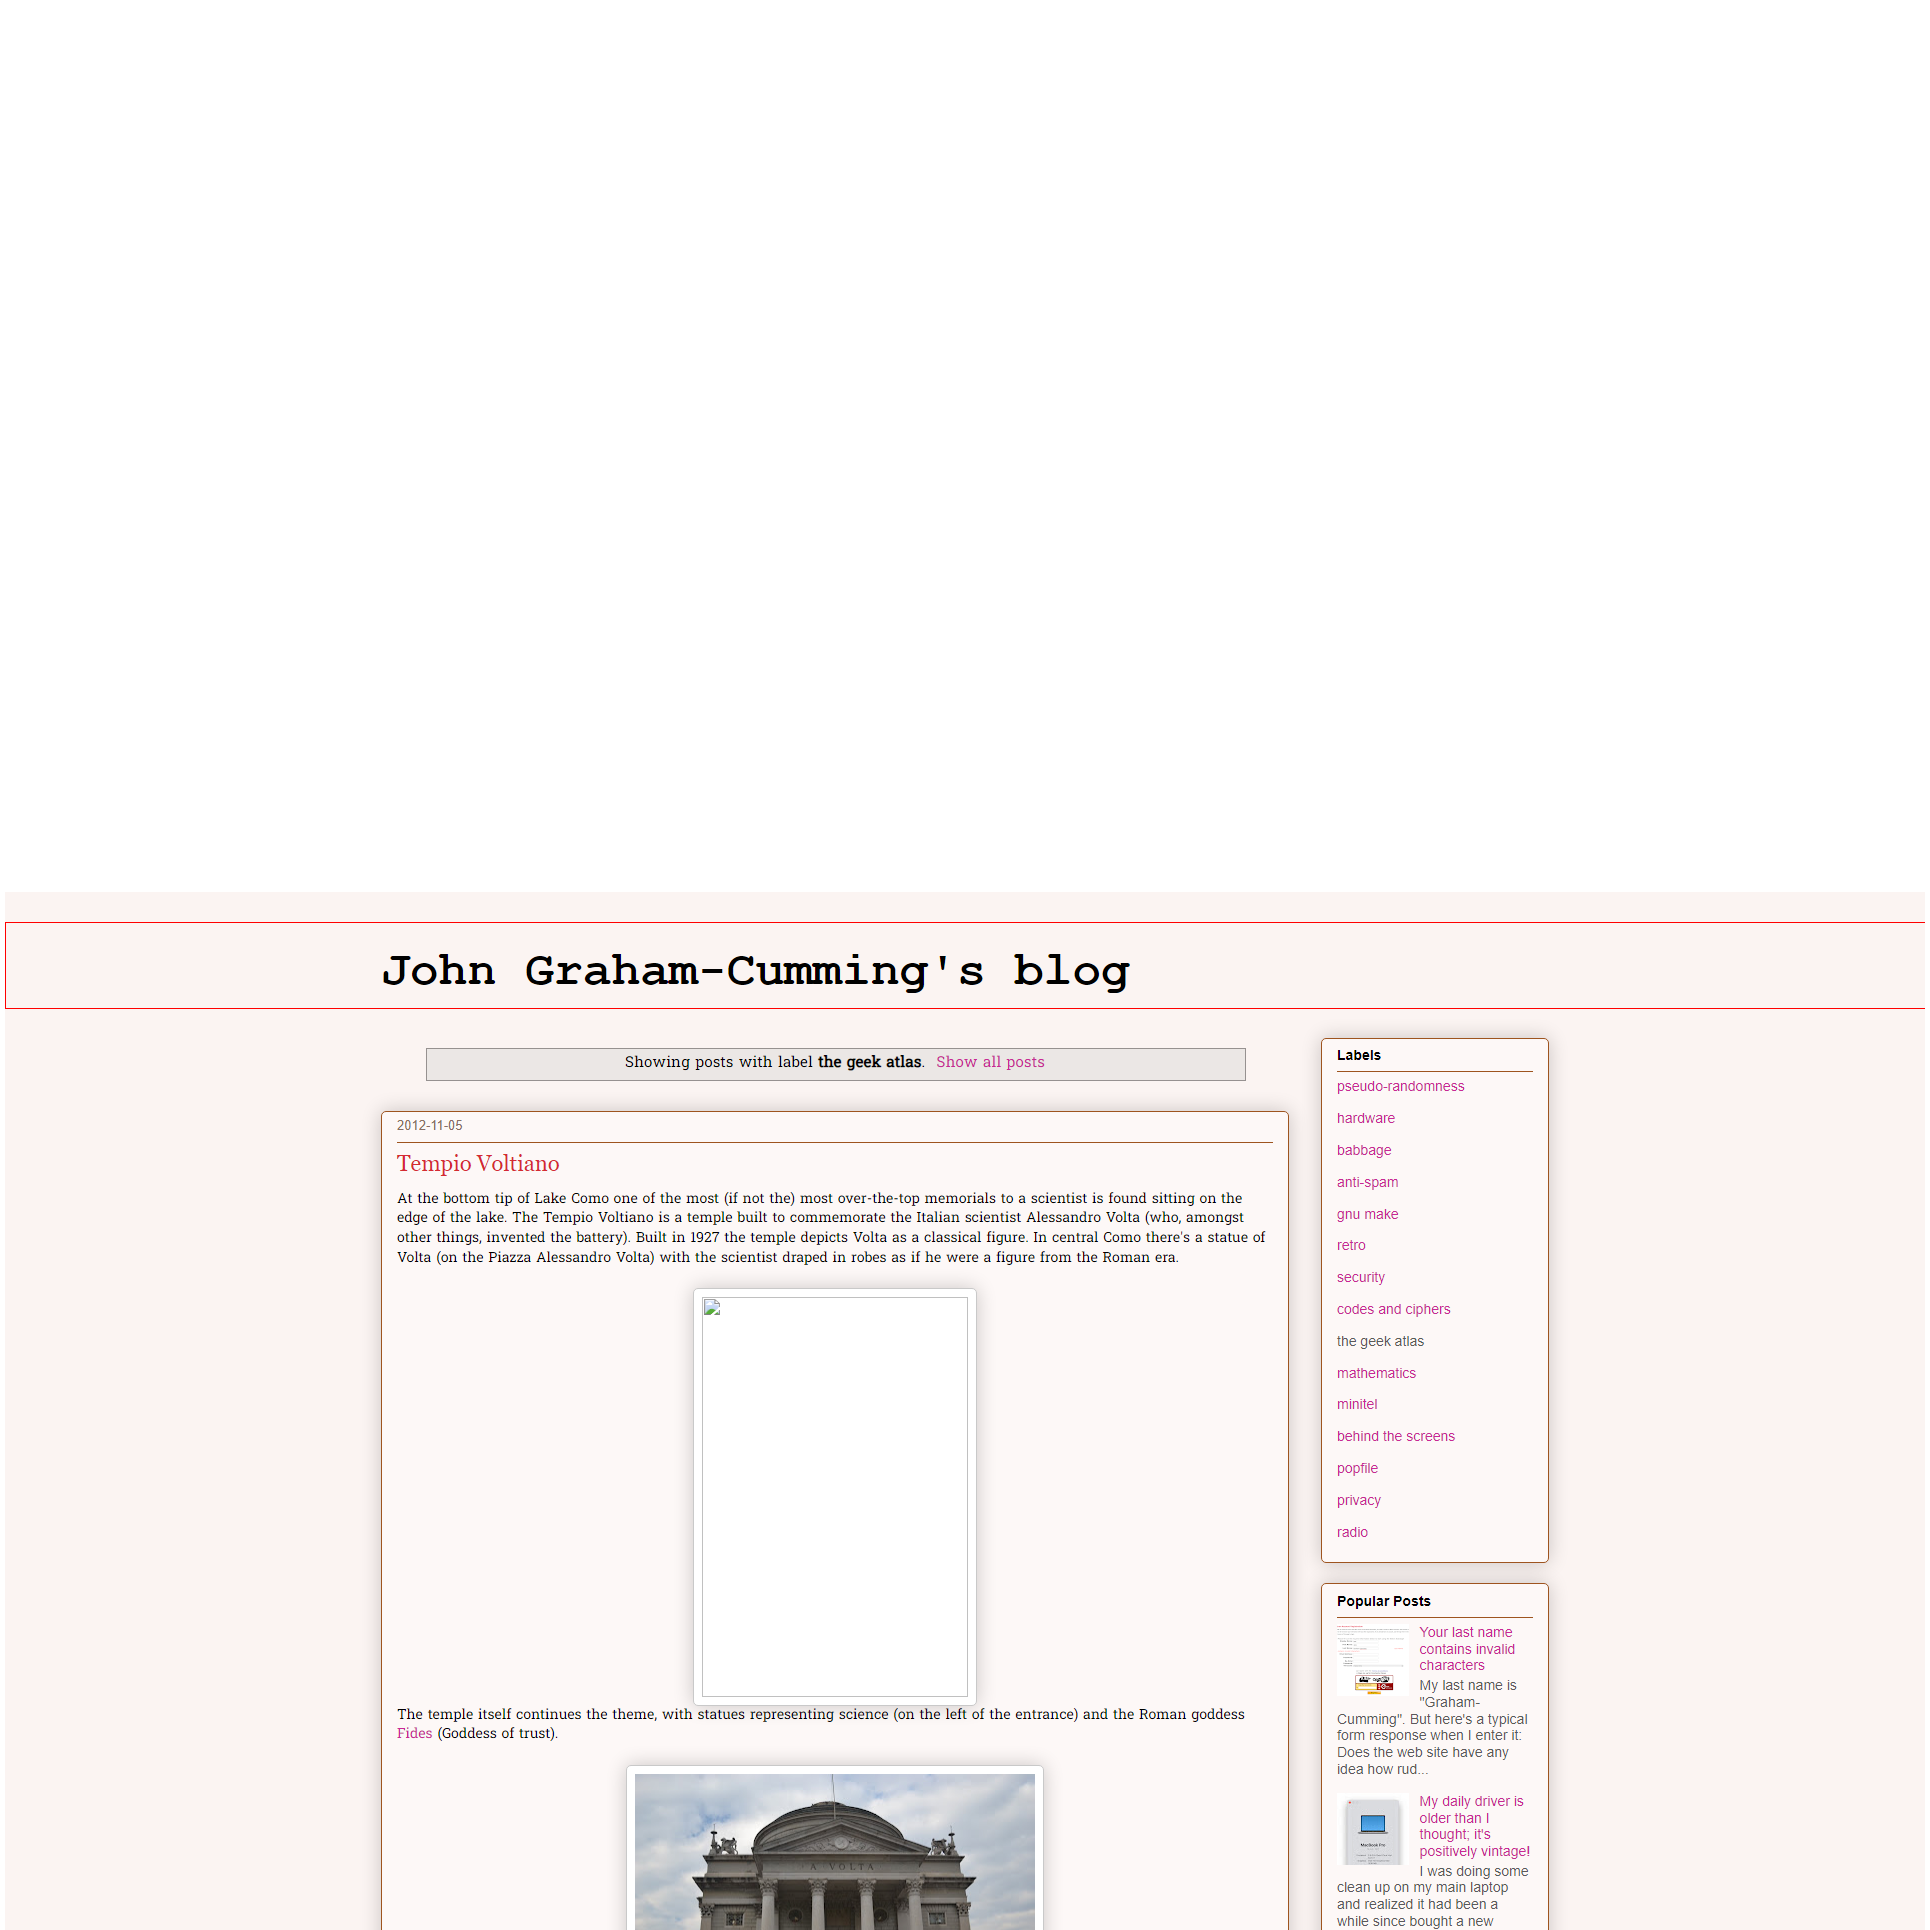 John Graham-Cumming's blog
Showing posts with label the geek atlas. Show all posts
2012-11-05
Tempio Voltiano
At the bottom tip of Lake Como one of the most (if not the) most over-the-top memorials to a scientist is found sitting on the
edge of the lake. The Tempio Voltiano is a temple built to commemorate the Italian scientist Alessandro Volta (who, amongst
other things, invented the battery). Built in 1927 the temple depicts Volta as a classical figure. In central Como there's a statue of
Volta (on the Piazza Alessandro Volta) with the scientist draped in robes as if he were a figure from the Roman era.
The temple itself continues the theme, with statues representing science (on the left of the entrance) and the Roman goddess
Fides (Goddess of trust).
A VOLTA
Labels
pseudo-randomness
hardware
babbage
anti-spam
gnu make
retro
security
codes and ciphers
the geek atlas
mathematics
minitel
behind the screens
popfile
privacy
radio
Popular Posts
Your last name
contains invalid
characters
My last name is
"Graham-
Cumming". But here's a typical
form response when I enter it:
Does the web site have any
idea how rud...
My daily driver is
older than I
thought; it's
positively vintage!
MacBook Pro
I was doing some
clean up on my main laptop
and realized it had been a
while since bought a new